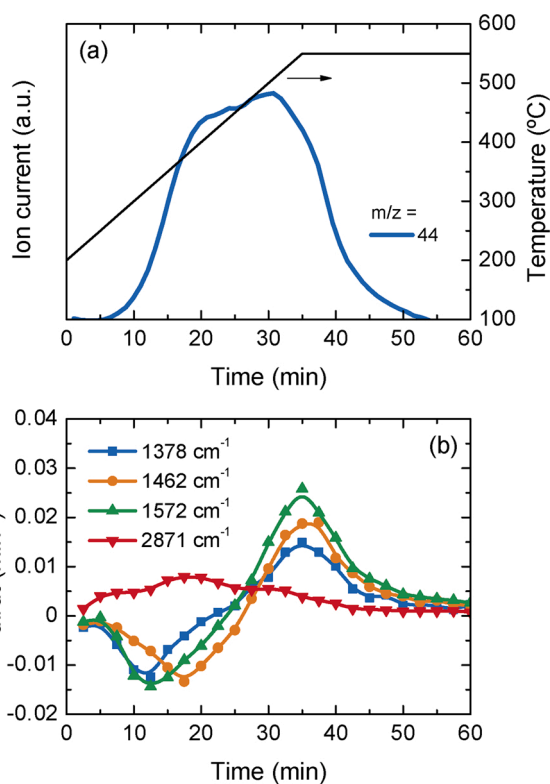 (a)
600
500
400
300
200
100
Ion current (a.u.)
Temperature (ºC)
m/z =
44
0 10 20 30 40 50 60
Time (min)
(b)
0.04
0.03
0.02
0.01
0
-0.01
-0.02
1378 cm-1
1462 cm-1
1572 cm-1
2871 cm-1
0 10 20 30 40 50 60
Time (min)